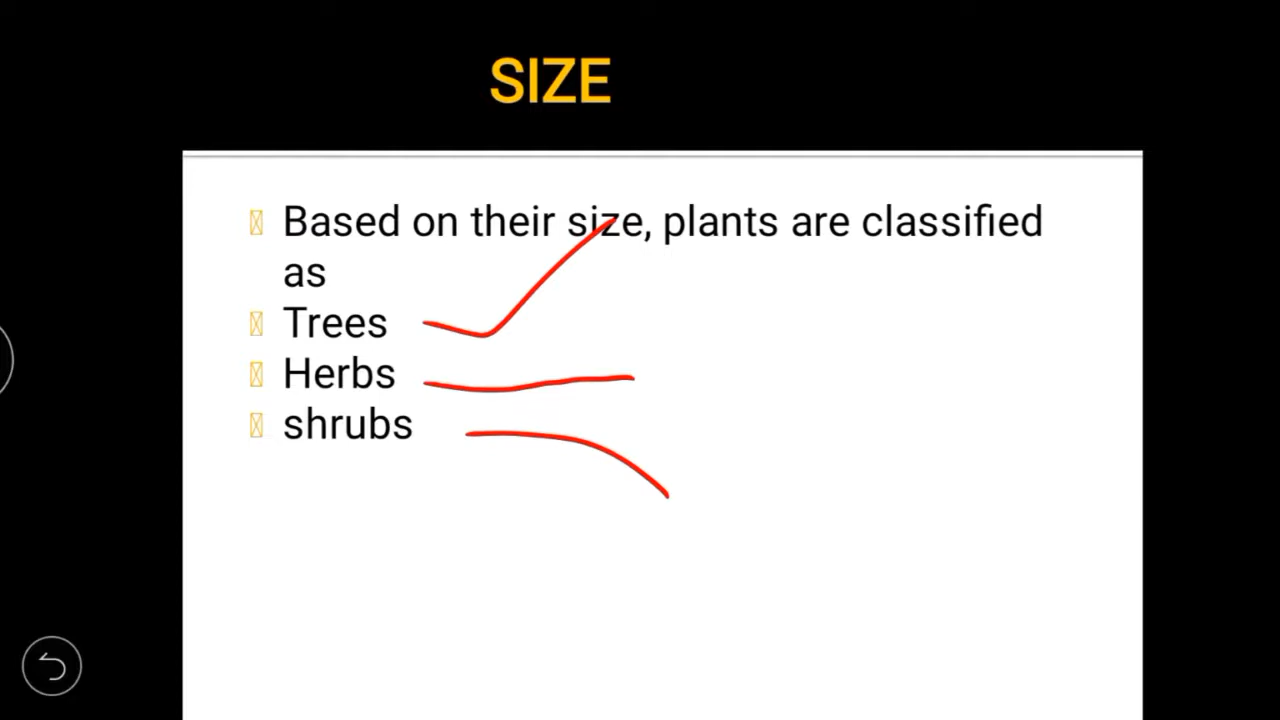 SIZE
Based on their size, plants are classified
as
Trees
Herbs
shrubs